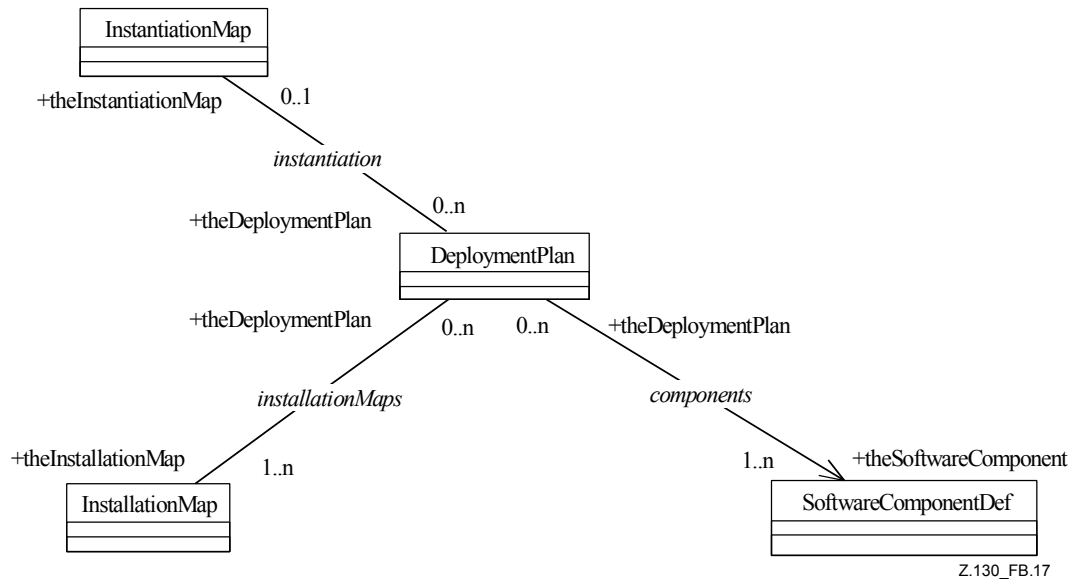 InstantiationMap
+theInstantiationMap
0..1
instantiation
+theDeploymentPlan
0..n
DeploymentPlan
+theDeploymentPlan
0..n
0..n
+theDeploymentPlan
installationMaps
components
+theInstallationMap
1..n
1..n
+theSoftwareComponent
InstallationMap
SoftwareComponentDef
Z.130_FB.17